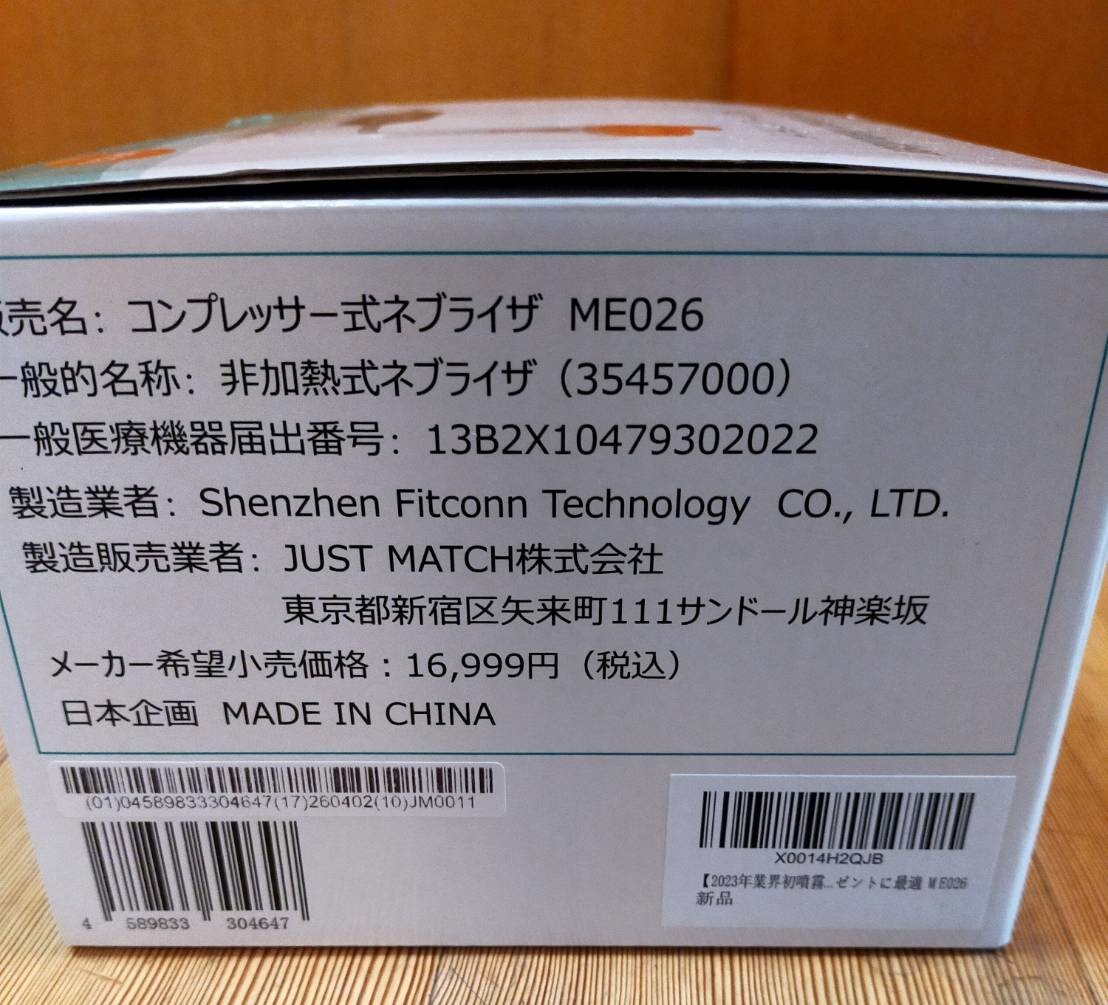 販売名: コンプレッサー式ネブライザ ME026
一般的名称: 非加熱式ネブライザ（35457000）
一般医療機器届出番号: 13B2X10479302022
製造業者: Shenzhen Fitconn Technology CO., LTD.
製造販売業者: JUST MATCH株式会社
東京都新宿区矢来町111サンドール神楽坂
メーカー希望小売価格：16,999円（税込）
日本企画 MADE IN CHINA
(01)04589833304647(17)260402(10)JM0011
4 589833 304647
X0014H2QJB
【2023年業界初噴霧...ゼントに最適 ME026
新品